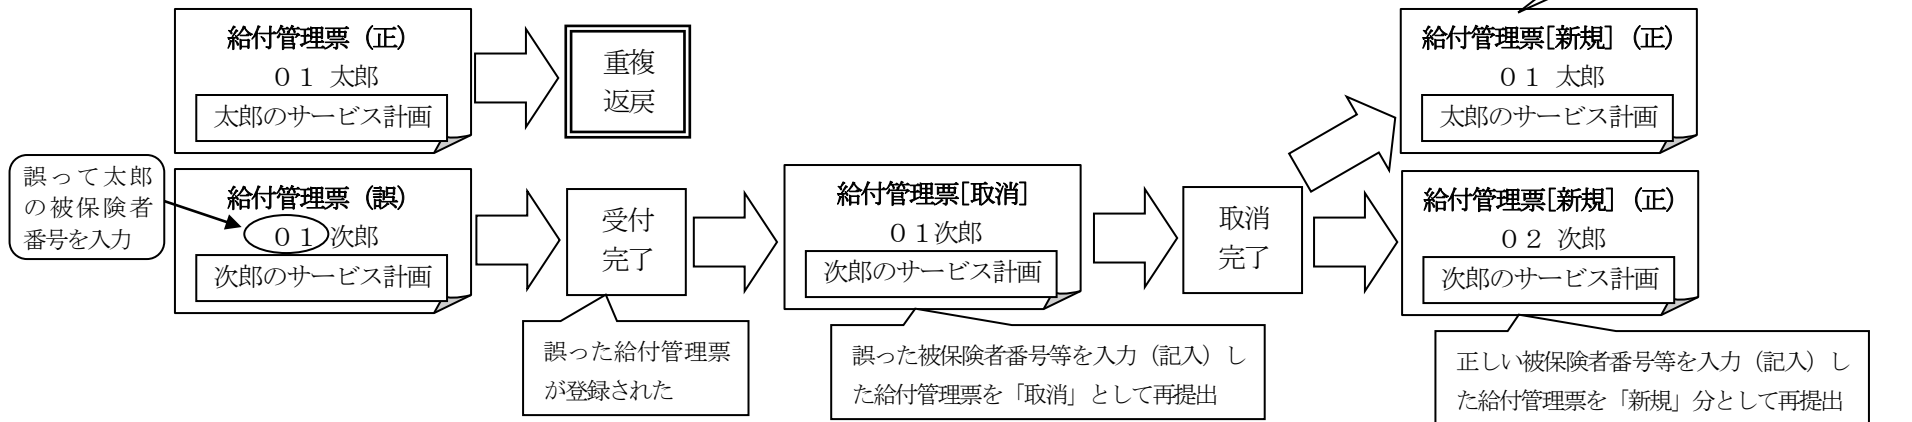 給付管理票（正）
０１ 太郎
太郎のサービス計画
重複
返戻
誤って太郎
の被保険者
番号を入力
給付管理票（誤）
０１次郎
次郎のサービス計画
受付
完了
誤った給付管理票
が登録された
給付管理票[取消]
０１次郎
次郎のサービス計画
誤った被保険者番号等を入力（記入）し
た給付管理票を「取消」として再提出
取消
完了
給付管理票[新規]（正）
０１ 太郎
太郎のサービス計画
給付管理票[新規]（正）
０２ 次郎
次郎のサービス計画
正しい被保険者番号等を入力（記入）し
た給付管理票を「新規」分として再提出